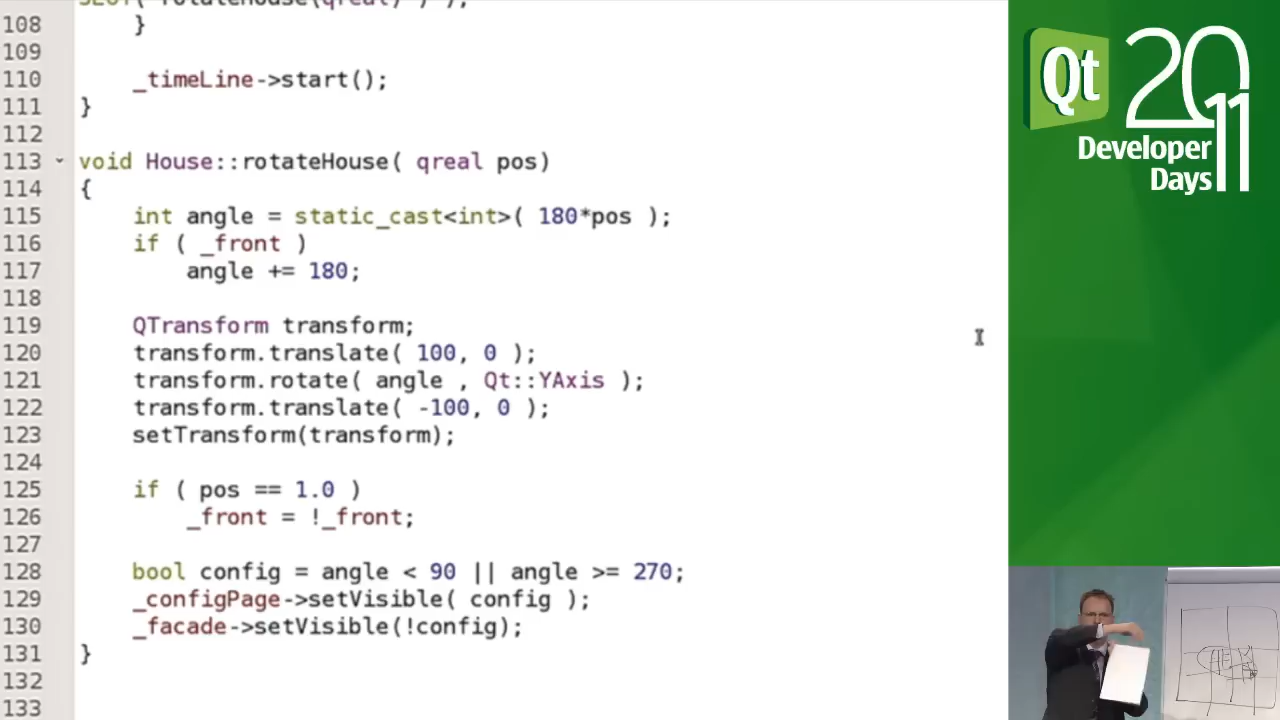 SLOT( rotateHouse(qreal) ) );
108 }
109
110 _timeLine->start();
111 }
112
113 void House::rotateHouse( qreal pos)
114 {
115 int angle = static_cast<int>( 180*pos );
116 if ( _front )
117 angle += 180;
118
119 QTransform transform;
120 transform.translate( 100, 0 );
121 transform.rotate( angle , Qt::YAxis );
122 transform.translate( -100, 0 );
123 setTransform(transform);
124
125 if ( pos == 1.0 )
126 _front = !_front;
127
128 bool config = angle < 90 || angle >= 270;
129 _configPage->setVisible( config );
130 _facade->setVisible(!config);
131 }
132
133
Qt 2011
Developer
Days